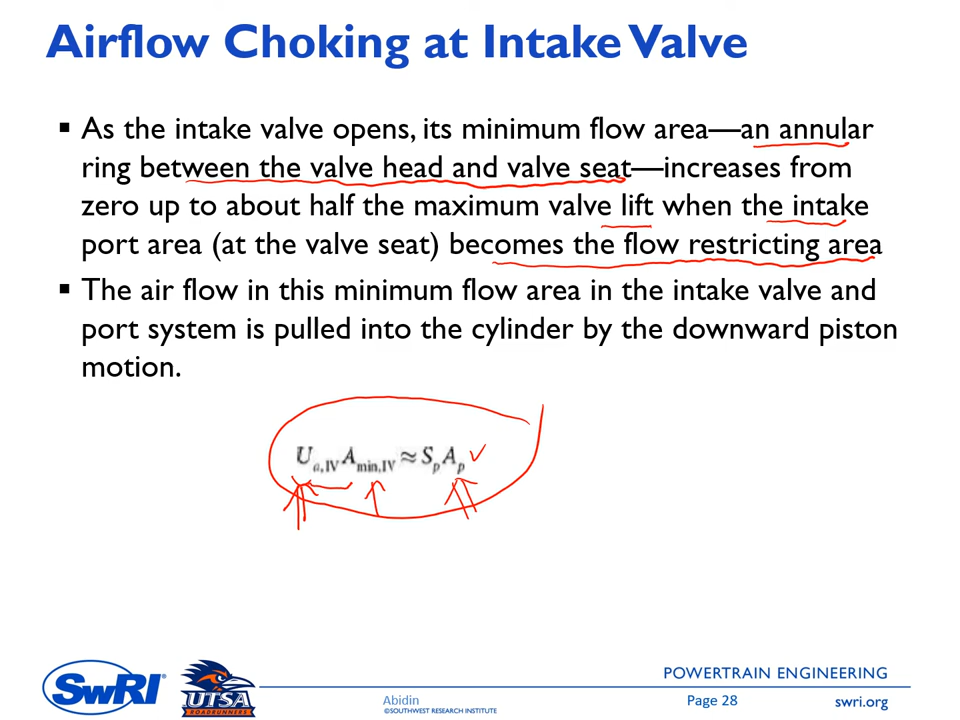 Airflow Choking at Intake Valve
▪ As the intake valve opens, its minimum flow area—an annular
ring between the valve head and valve seat—increases from
zero up to about half the maximum valve lift when the intake
port area (at the valve seat) becomes the flow restricting area
▪ The air flow in this minimum flow area in the intake valve and
port system is pulled into the cylinder by the downward piston
motion.
U_{a,IV} A_{min,IV} ≈ S_p A_p ✓
POWERTRAIN ENGINEERING
SwRI
UTSA
ROADRUNNERS
Abidin
©SOUTHWEST RESEARCH INSTITUTE
Page 28
swri.org